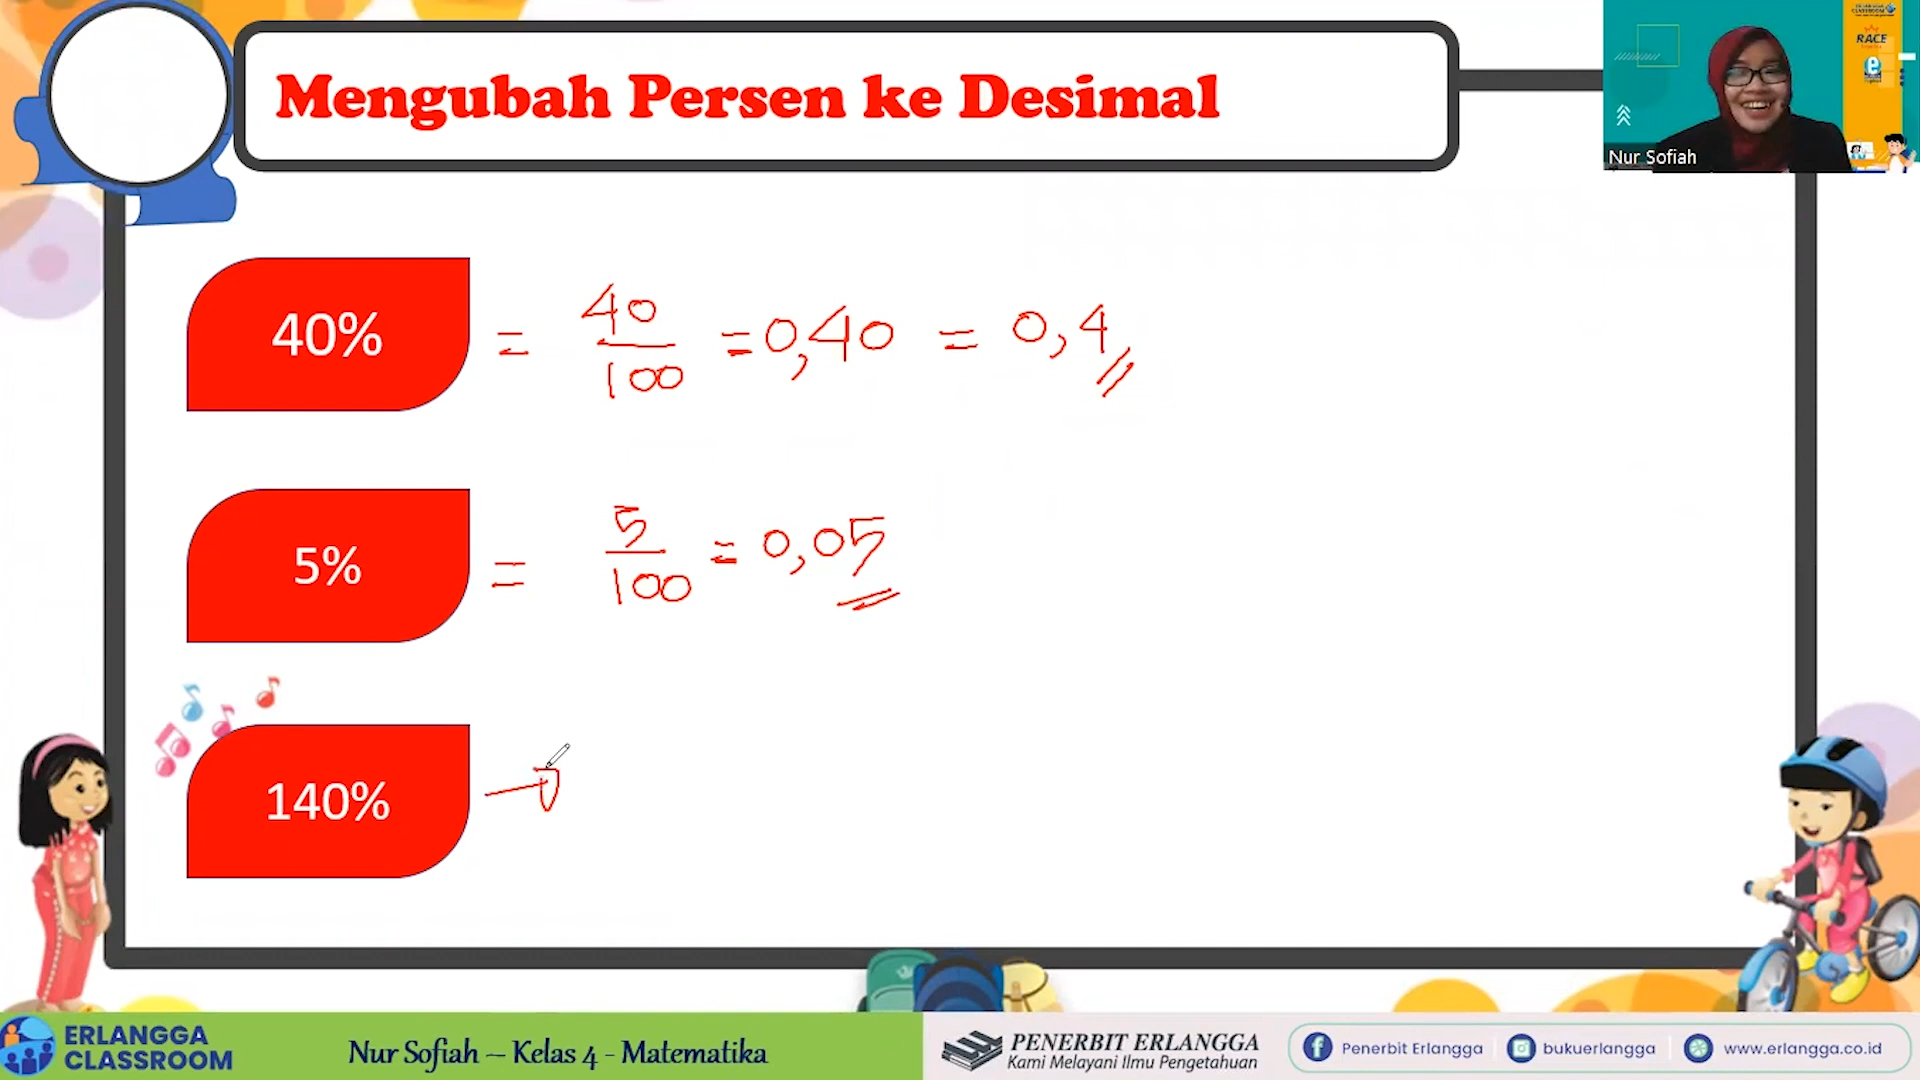 Mengubah Persen ke Desimal
ERLANGGA
CLASSROOM
RACE
Nur Sofiah
40% = 40/100 = 0,40 = 0,4
5% = 5/100 = 0,05
140%
ERLANGGA
CLASSROOM
Nur Sofiah – Kelas 4 - Matematika
PENERBIT ERLANGGA
Kami Melayani Ilmu Pengetahuan
Penerbit Erlangga
bukuerlangga
www.erlangga.co.id